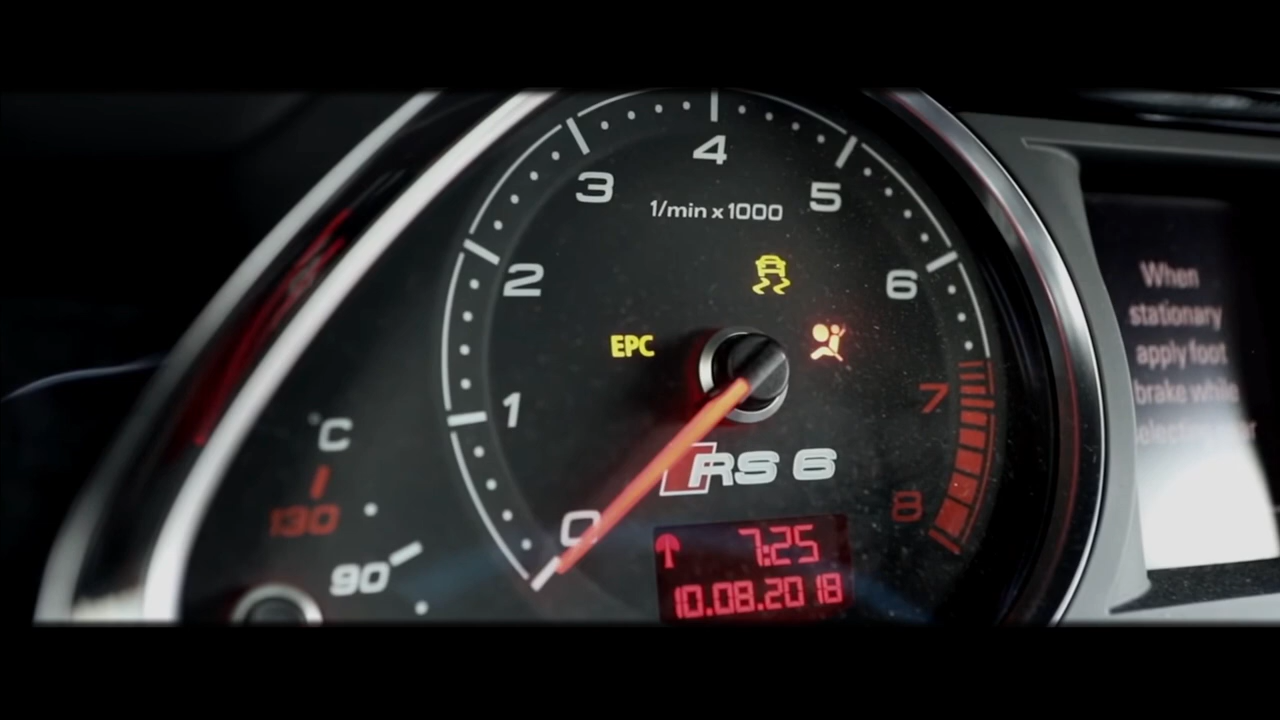 4
3
5
1/min x 1000
2
6
EPC
1
7
RS 6
0
8
7:25
10.08.2018
°C
130
90
When
stationary
apply foot
brake while